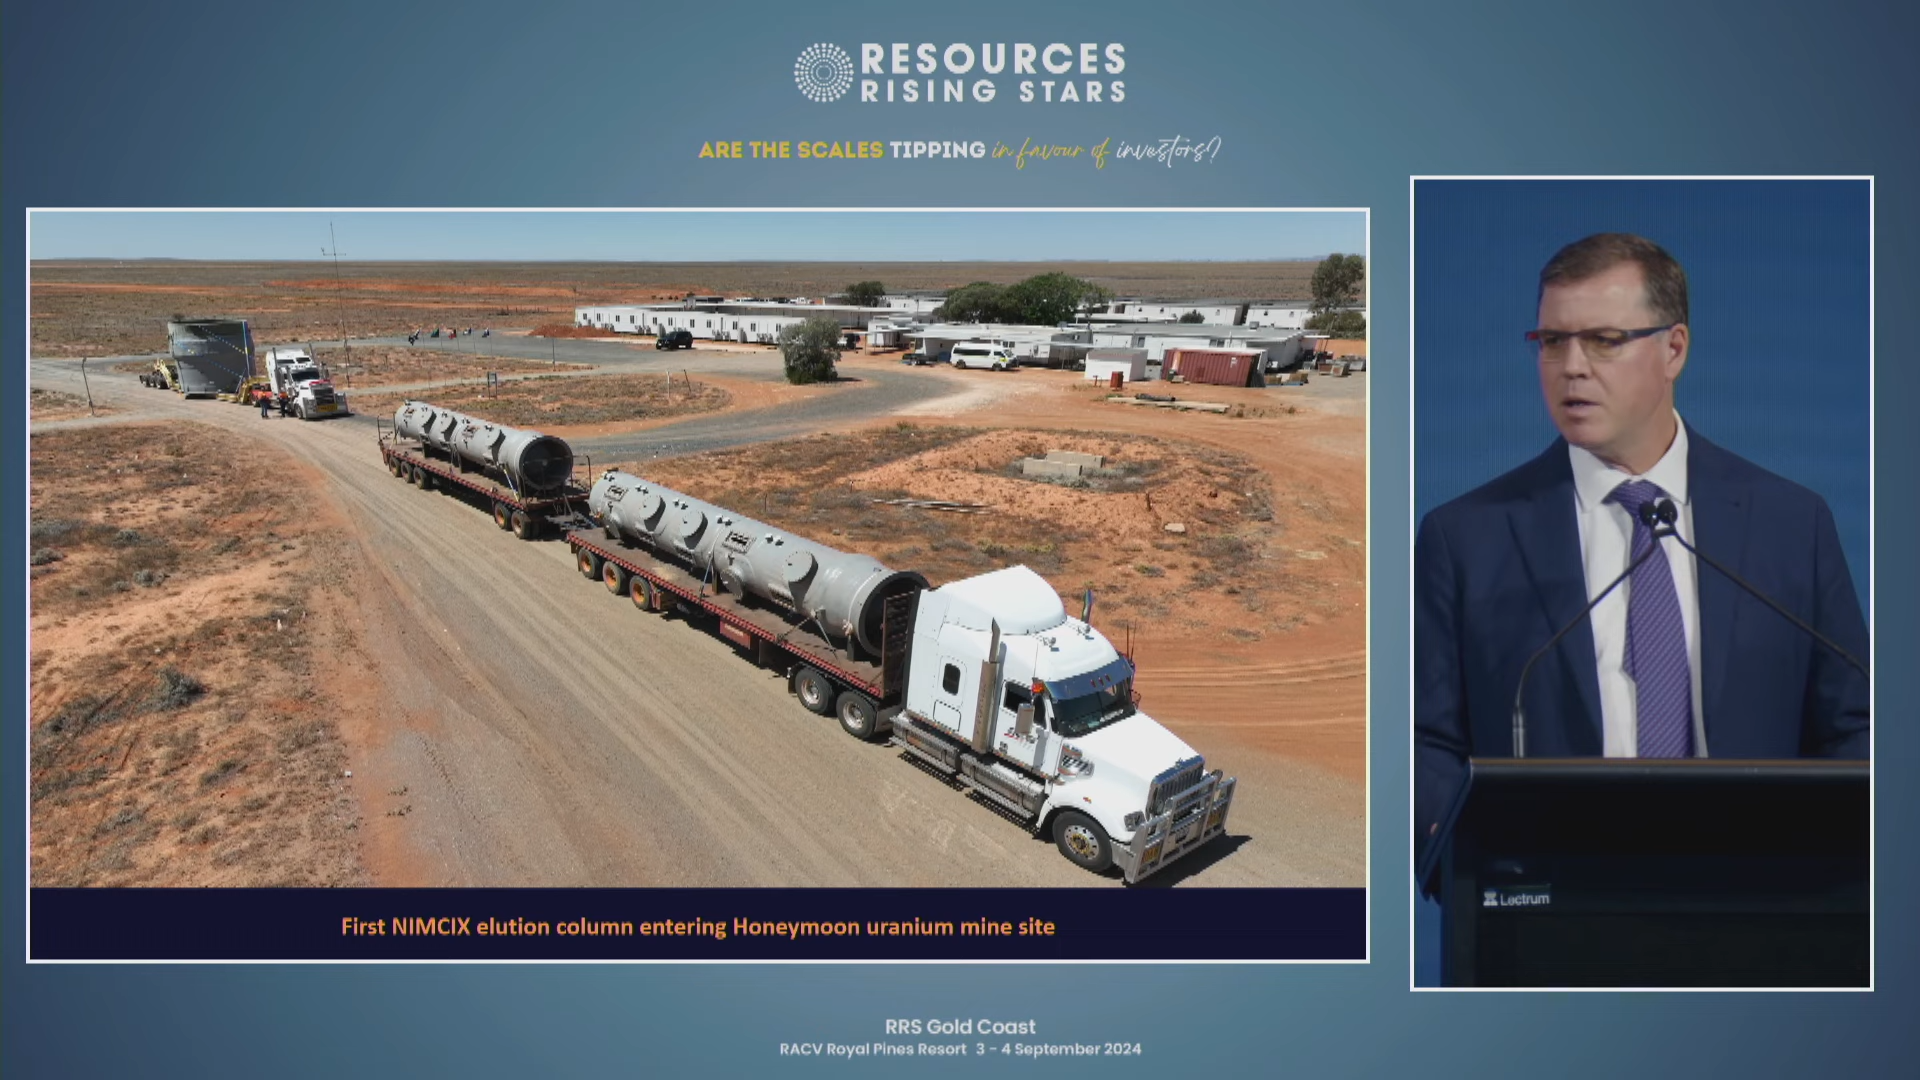 RESOURCES
RISING STARS
ARE THE SCALES TIPPING in favour of investors?
First NIMCIX elution column entering Honeymoon uranium mine site
Lectrum
RRS Gold Coast
RACV Royal Pines Resort 3 - 4 September 2024